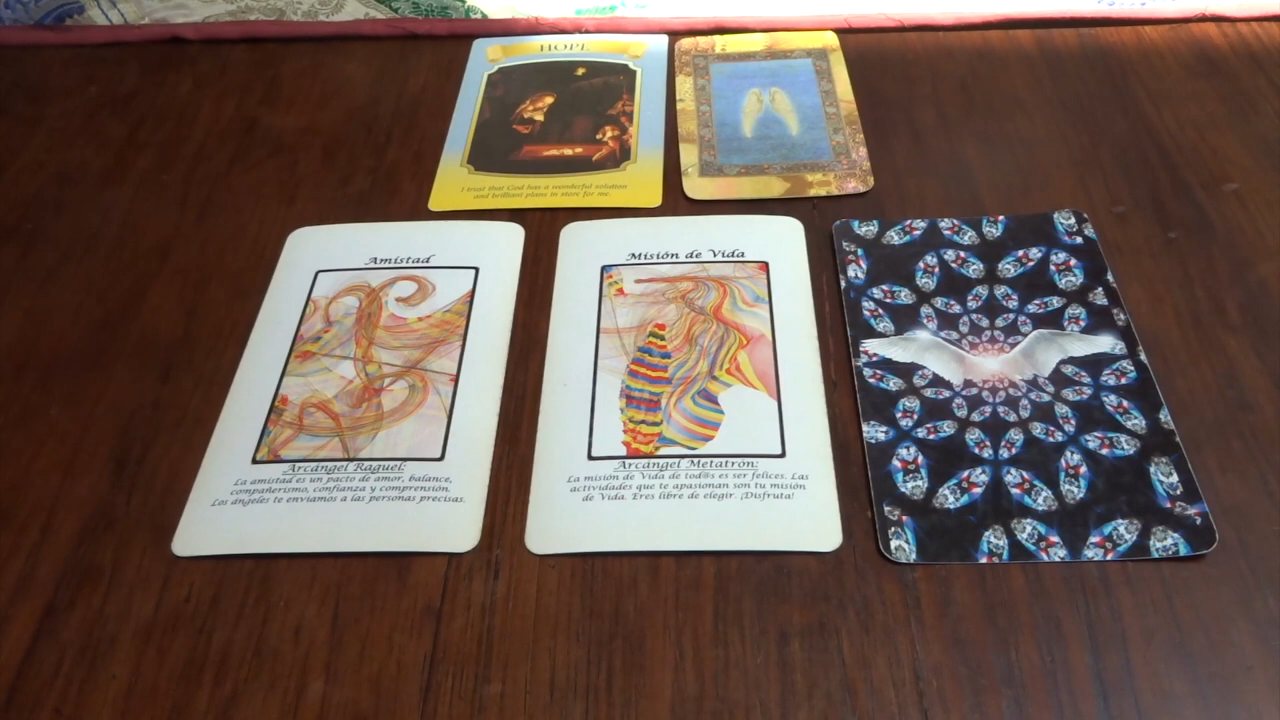 HOPE
I trust that God has a wonderful solution
and brilliant plans in store for me.
Amistad
Arcángel Raguel:
La amistad es un pacto de amor, balance,
compañerismo, confianza y comprensión.
Los ángeles te enviamos a las personas precisas.
Misión de Vida
Arcángel Metatrón:
La misión de Vida de tod@s es ser felices. Las
actividades que te apasionan son tu misión
de Vida. Eres libre de elegir. ¡Disfruta!